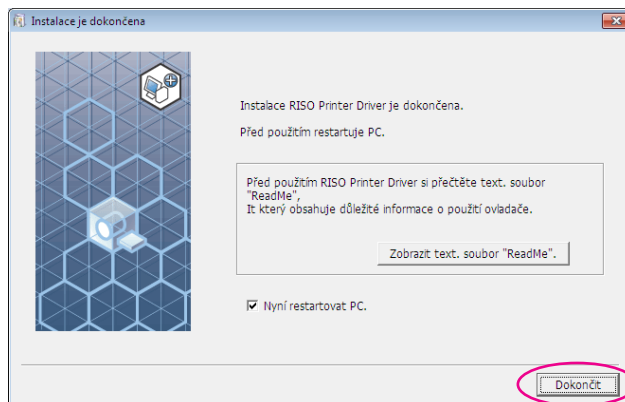 Instalace je dokončena
Instalace RISO Printer Driver je dokončena.
Před použitím restartuje PC.
Před použitím RISO Printer Driver si přečtěte text. soubor
"ReadMe",
It který obsahuje důležité informace o použití ovladače.
Zobrazit text. soubor "ReadMe".
Nyní restartovat PC.
Dokončit